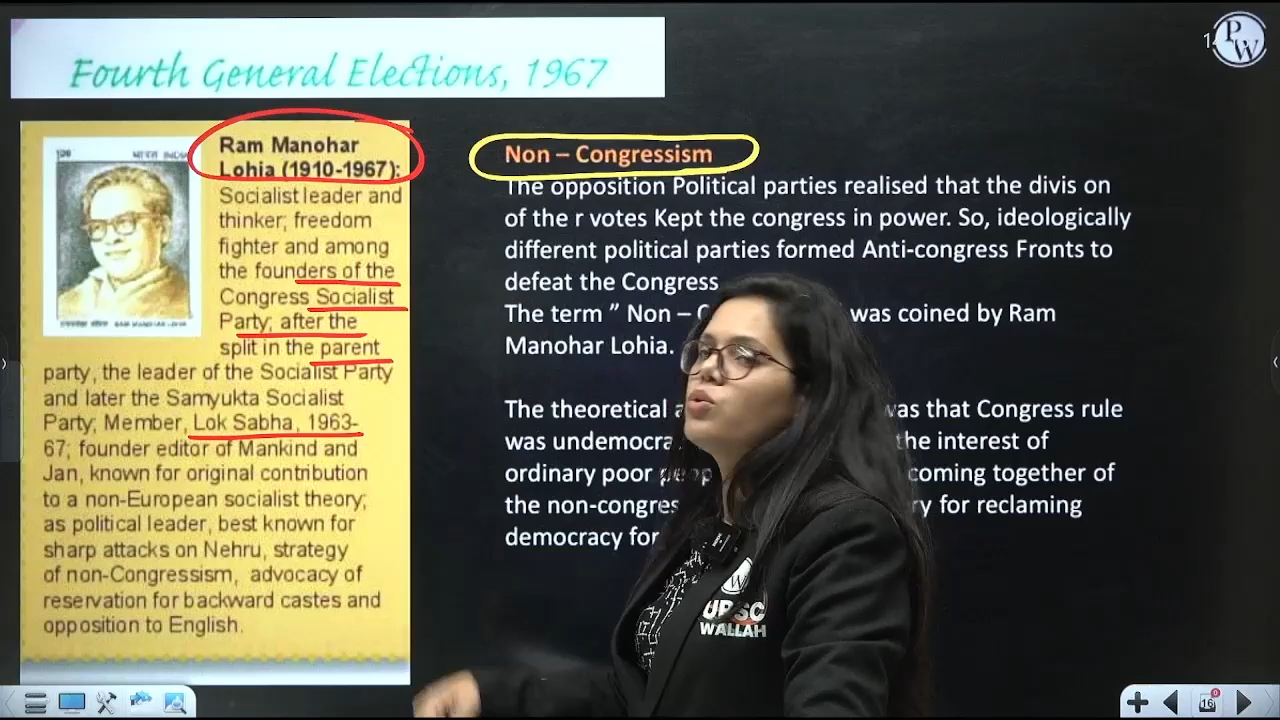 Fourth General Elections, 1967
P
W
Ram Manohar
Lohia (1910-1967):
Socialist leader and
thinker; freedom
fighter and among
the founders of the
Congress Socialist
Party; after the
split in the parent
party, the leader of the Socialist Party
and later the Samyukta Socialist
Party; Member, Lok Sabha, 1963-
67; founder editor of Mankind and
Jan, known for original contribution
to a non-European socialist theory;
as political leader, best known for
sharp attacks on Nehru, strategy
of non-Congressism, advocacy of
reservation for backward castes and
opposition to English.
Non – Congressism
The opposition Political parties realised that the divis on
of the r votes Kept the congress in power. So, ideologically
different political parties formed Anti-congress Fronts to
defeat the Congress
The term ” Non – was coined by Ram
Manohar Lohia.
The theoretical was that Congress rule
was the interest of
ordinary poor coming together of
the for reclaming
democracy for
W
UPSC
WALLAH
16